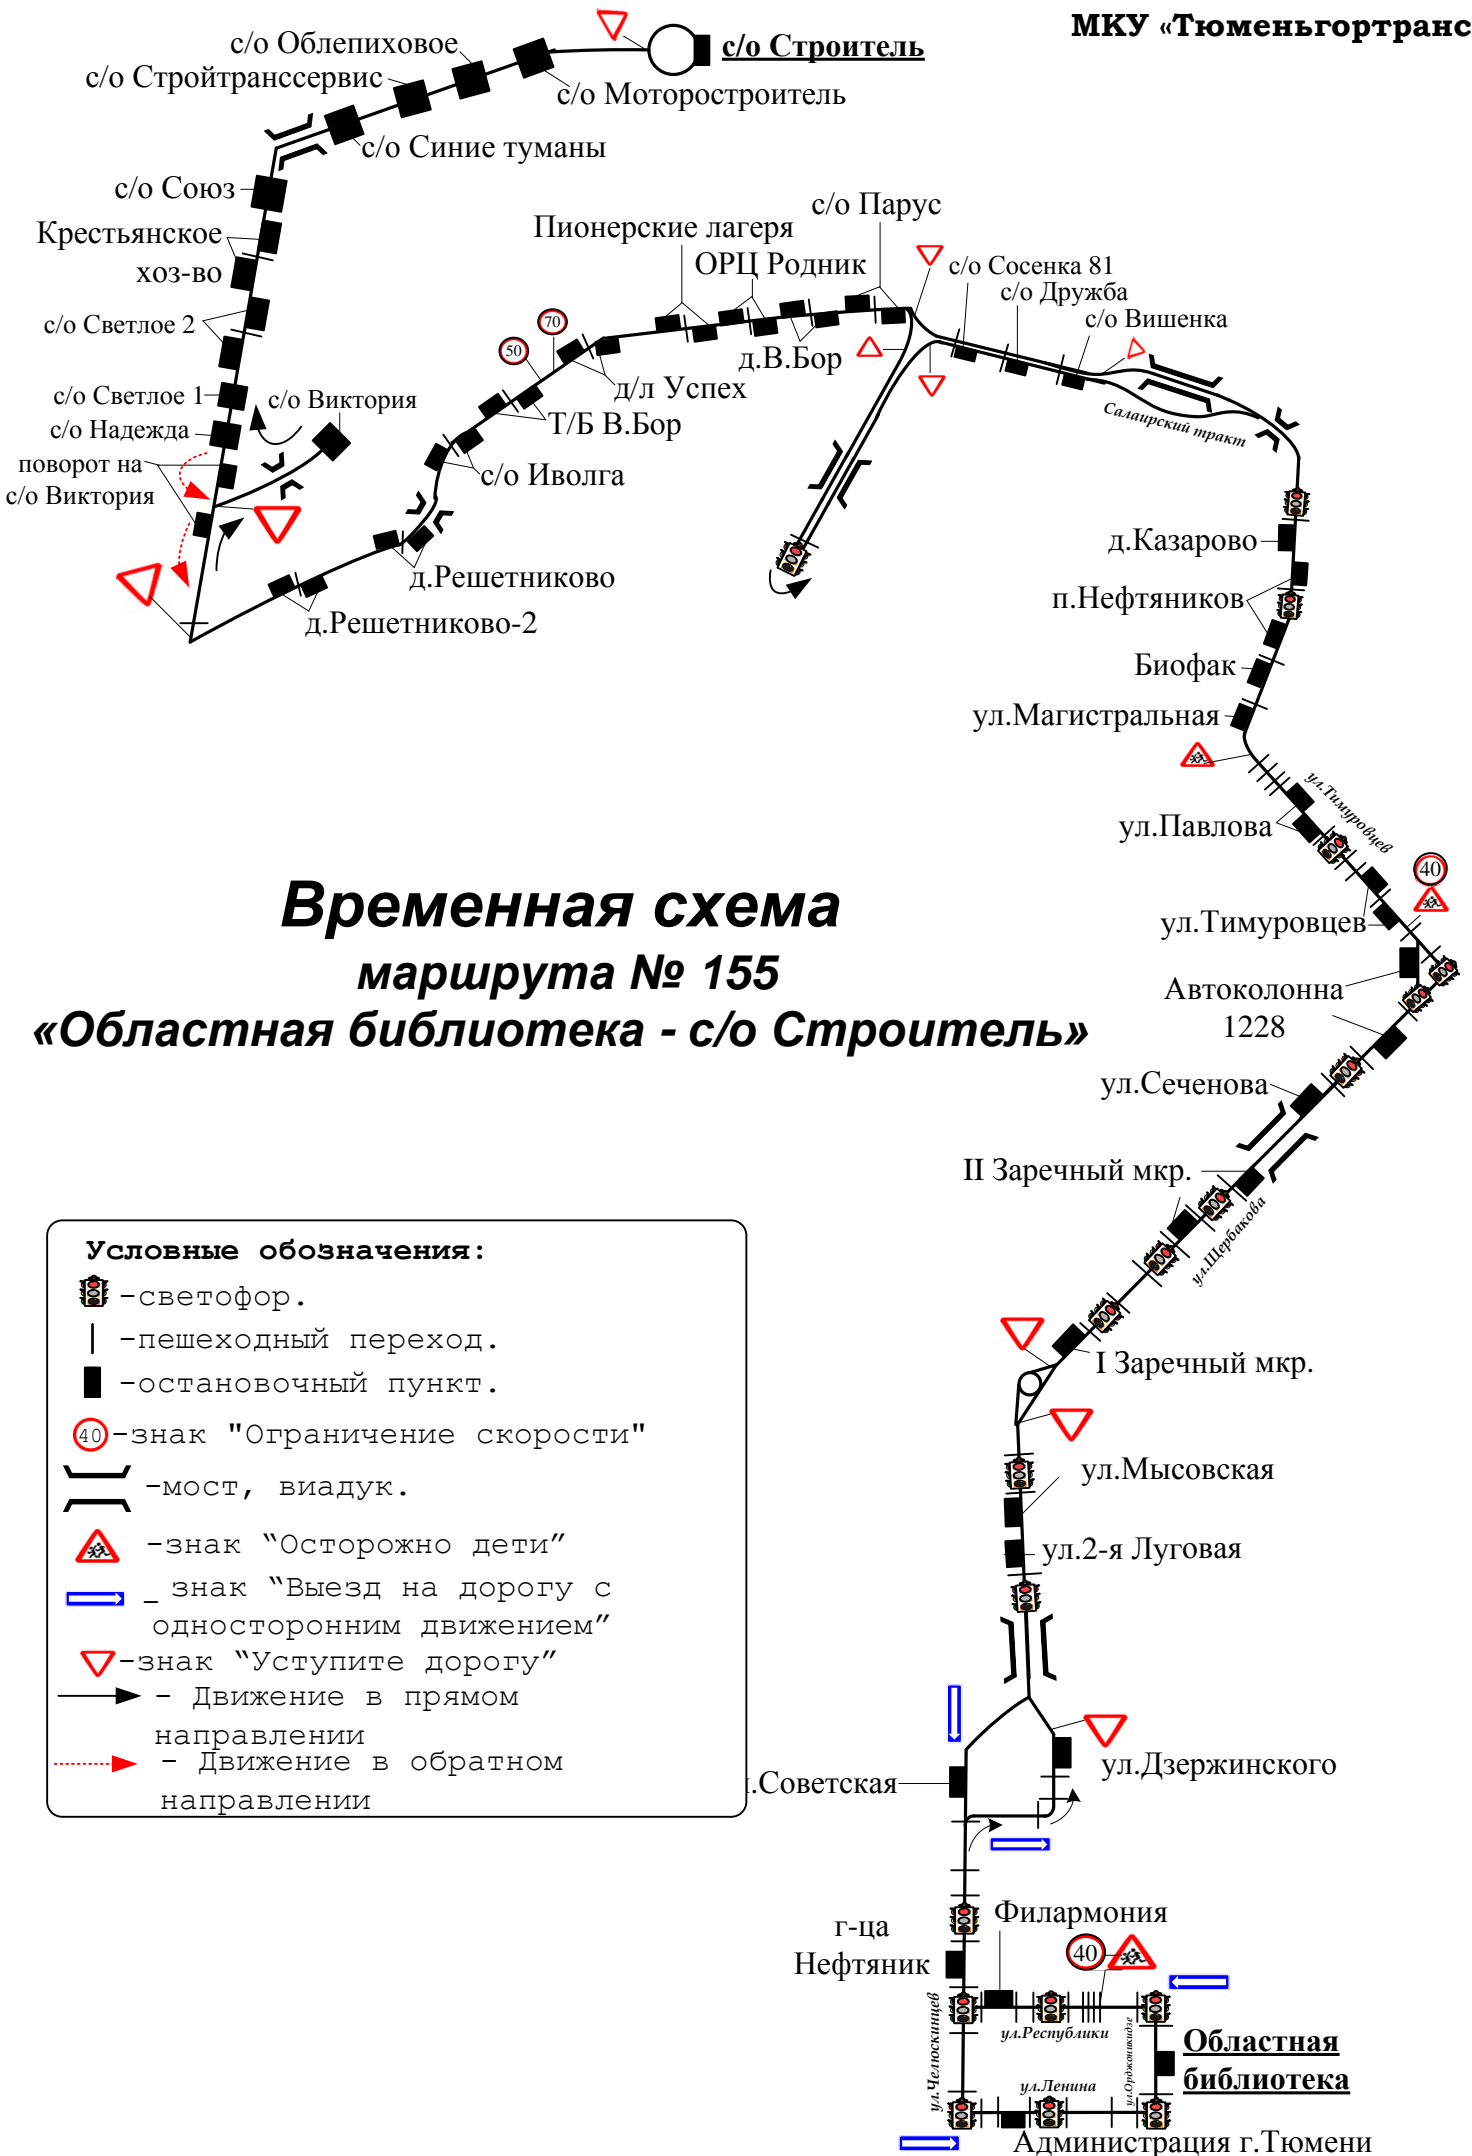 МКУ «Тюменьгортранс
с/о Строитель
с/о Облепиховое
с/о Стройтранссервис
с/о Моторостроитель
с/о Синие туманы
с/о Союз
Крестьянское
хоз-во
с/о Светлое 2
с/о Светлое 1
с/о Надежда
с/о Виктория
поворот на
с/о Виктория
с/о Парус
Пионерские лагеря
ОРЦ Родник
с/о Сосенка 81
с/о Дружба
с/о Вишенка
70
50
д.В.Бор
д/л Успех
Т/Б В.Бор
с/о Иволга
Салаирский тракт
д.Решетниково
д.Решетниково-2
д.Казарово
п.Нефтяников
Биофак
ул.Магистральная
ул.Тимуровцев
ул.Павлова
40
ул.Тимуровцев
Автоколонна
1228
ул.Сеченова
II Заречный мкр.
ул.Щербакова
I Заречный мкр.
ул.Мысовская
ул.2-я Луговая
ул.Дзержинского
.Советская
г-ца
Нефтяник
Филармония
40
ул.Челюскинцев
ул.Республики
ул.Орджоникидзе
Областная
библиотека
ул.Ленина
Администрация г.Тюмени
Временная схема
маршрута № 155
«Областная библиотека - с/о Строитель»
Условные обозначения:
-светофор.
-пешеходный переход.
-остановочный пункт.
40 -знак "Ограничение скорости"
-мост, виадук.
-знак “Осторожно дети”
- знак “Выезд на дорогу с
односторонним движением”
-знак “Уступите дорогу”
- Движение в прямом
направлении
- Движение в обратном
направлении